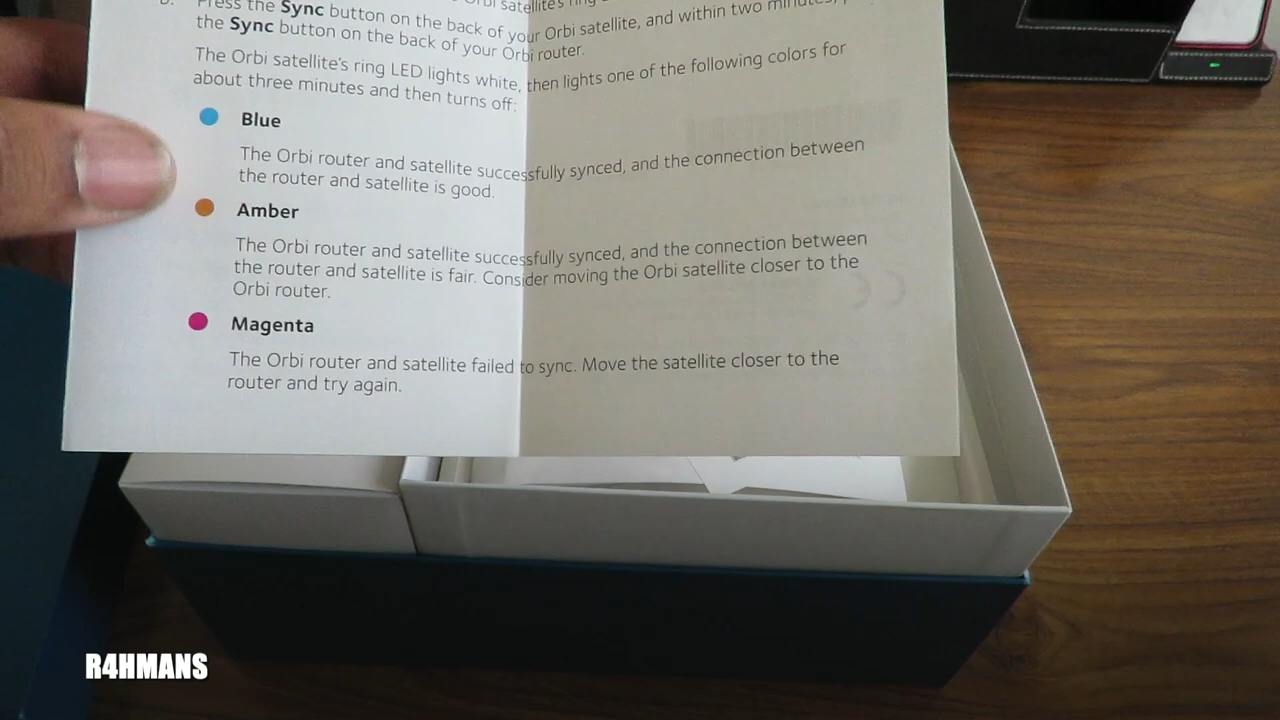 Orbi satellite's ring
Press the Sync button on the back of your Orbi satellite, and within two minutes,
the Sync button on the back of your Orbi router.
The Orbi satellite's ring LED lights white, then lights one of the following colors for
about three minutes and then turns off:
Blue
The Orbi router and satellite successfully synced, and the connection between
the router and satellite is good.
Amber
The Orbi router and satellite successfully synced, and the connection between
the router and satellite is fair. Consider moving the Orbi satellite closer to the
Orbi router.
Magenta
The Orbi router and satellite failed to sync. Move the satellite closer to the
router and try again.
R4HMANS